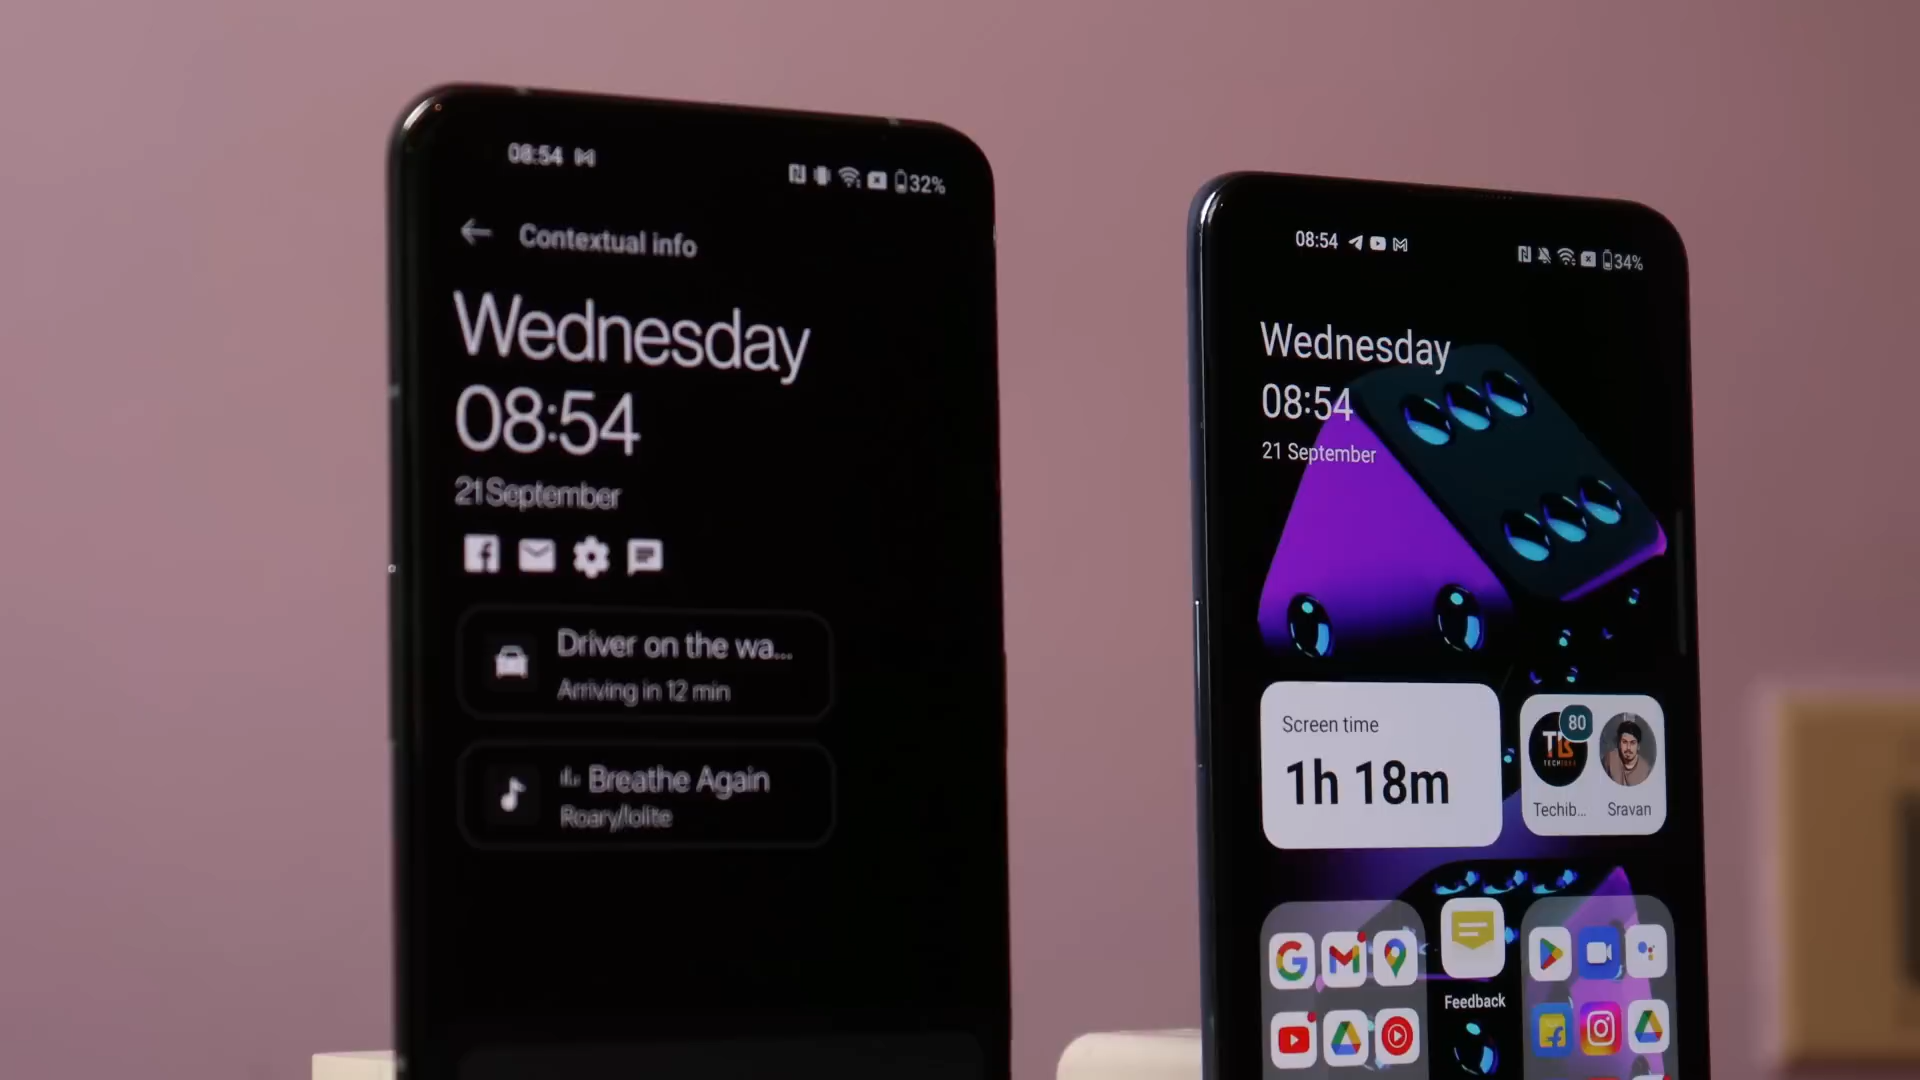 08:54
32%
Contextual info
Wednesday
08:54
21 September
Driver on the wa...
Arriving in 12 min
Breathe Again
Roary/Iolite
08:54
34%
Wednesday
08:54
21 September
Screen time
1h 18m
80
Techib...
Sravan
Feedback